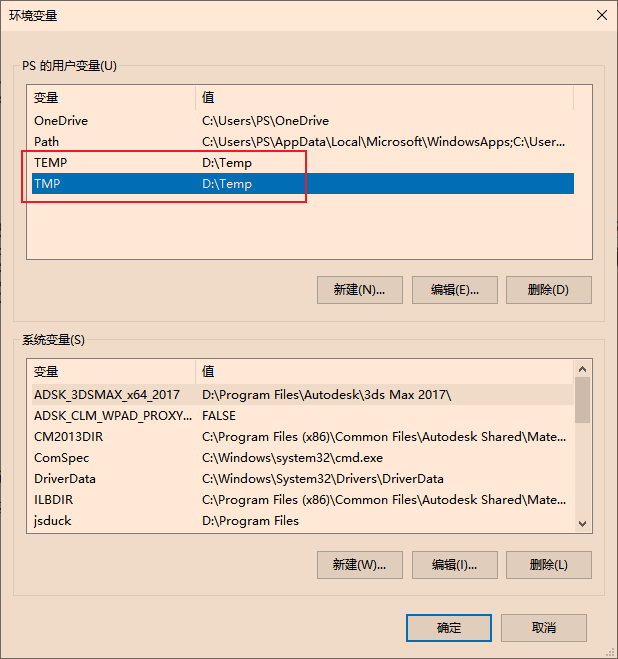 环境变量
PS 的用户变量(U)
变量 值
OneDrive C:\Users\PS\OneDrive
Path C:\Users\PS\AppData\Local\Microsoft\WindowsApps;C:\User...
TEMP D:\Temp
TMP D:\Temp
新建(N)... 编辑(E)... 删除(D)
系统变量(S)
变量 值
ADSK_3DSMAX_x64_2017 D:\Program Files\Autodesk\3ds Max 2017\
ADSK_CLM_WPAD_PROXY... FALSE
CM2013DIR C:\Program Files (x86)\Common Files\Autodesk Shared\Mate...
ComSpec C:\Windows\system32\cmd.exe
DriverData C:\Windows\System32\Drivers\DriverData
ILBDIR C:\Program Files (x86)\Common Files\Autodesk Shared\Mate...
jsduck D:\Program Files
新建(W)... 编辑(I)... 删除(L)
确定 取消